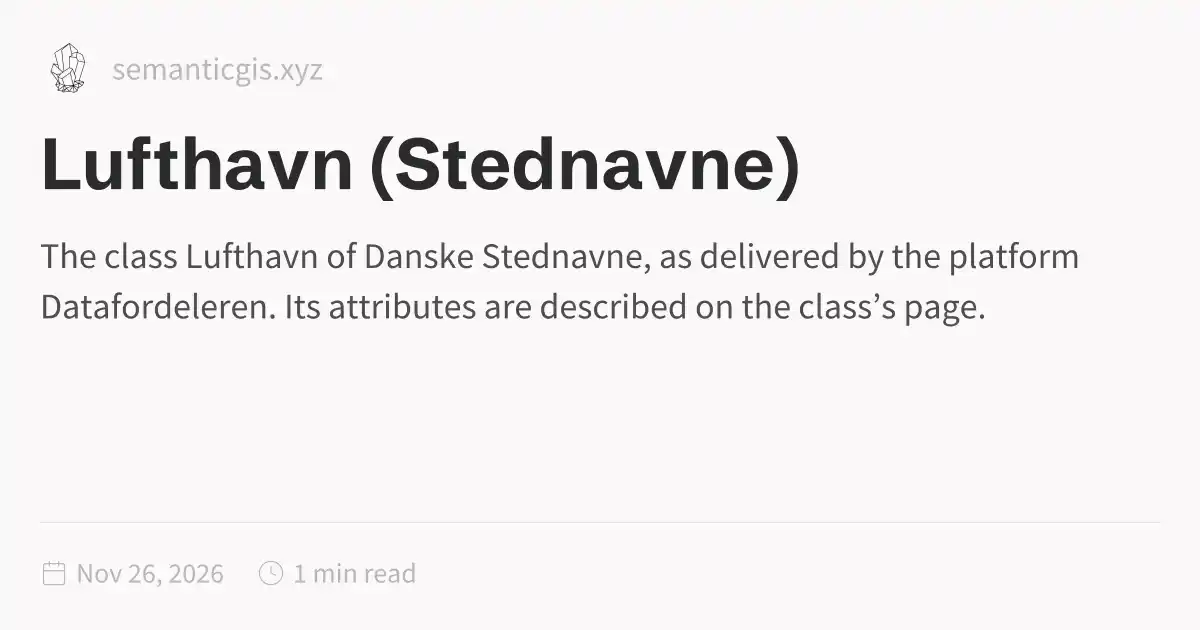 semanticgis.xyz
Lufthavn (Stednavne)
The class Lufthavn of Danske Stednavne, as delivered by the platform
Datafordeleren. Its attributes are described on the class’s page.
Nov 26, 2026 1 min read